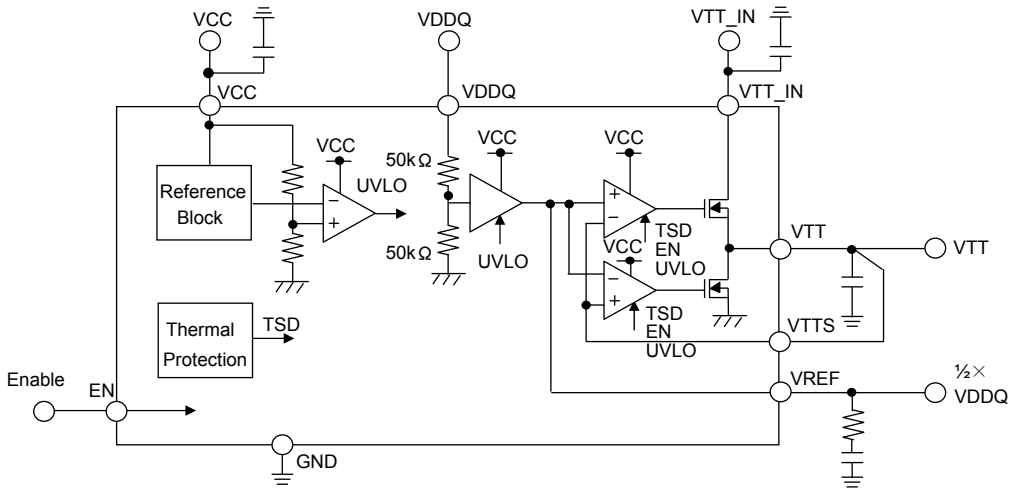 VCC
VDDQ
VTT_IN
VCC
VDDQ
VTT_IN
VCC
UVLO
Reference
Block
50kΩ
50kΩ
VCC
UVLO
VCC
TSD
EN
UVLO
VCC
TSD
EN
UVLO
VTT
VTT
VTTS
Thermal
Protection
TSD
Enable
EN
VREF
½×
VDDQ
GND